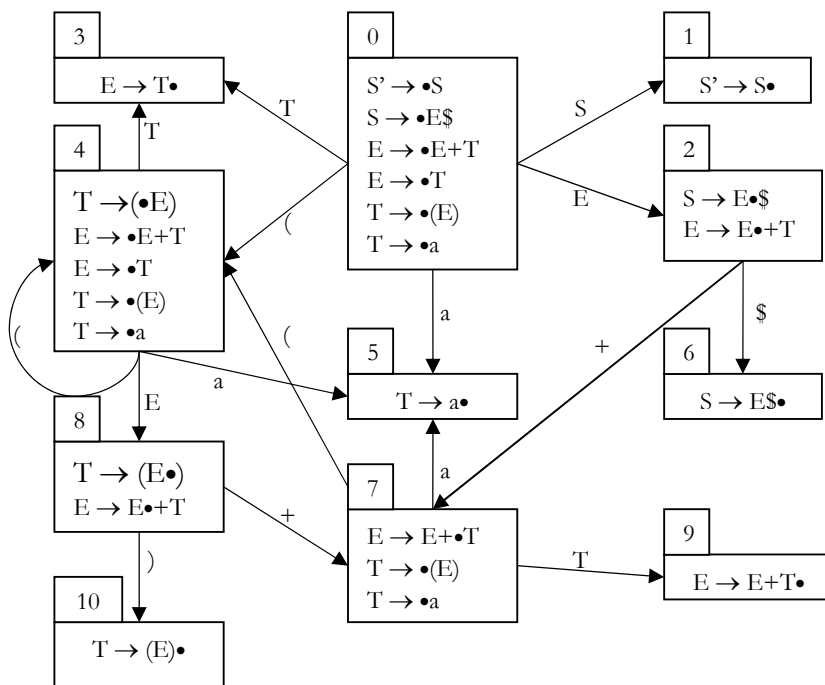 3
E → T•
0
S’ → •S
S → •E$
E → •E+T
E → •T
T → •(E)
T → •a
1
S’ → S•
T
T
S
E
(
4
T →(•E)
E → •E+T
E → •T
T → •(E)
T → •a
2
S → E•$
E → E•+T
(
(
a
+
$
a
E
5
T → a•
6
S → E$•
8
T → (E•)
E → E•+T
+
a
)
7
E → E+•T
T → •(E)
T → •a
T
9
E → E+T•
10
T → (E)•